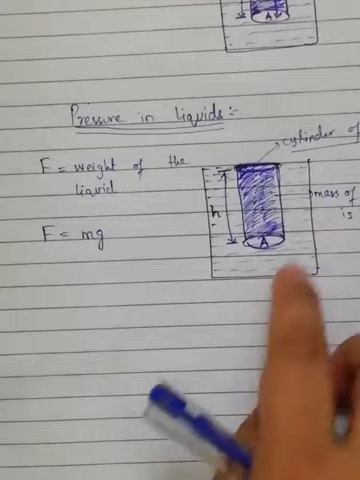 A
Pressure in liquids:-
cylinder of
F = weight of the
liquid
h
mass of
is
F = mg
A